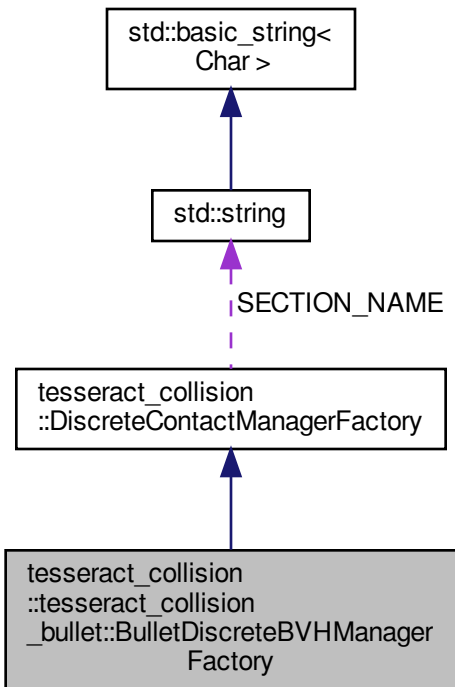 std::basic_string<
Char >
std::string
SECTION_NAME
tesseract_collision
::DiscreteContactManagerFactory
tesseract_collision
::tesseract_collision
_bullet::BulletDiscreteBVHManager
Factory